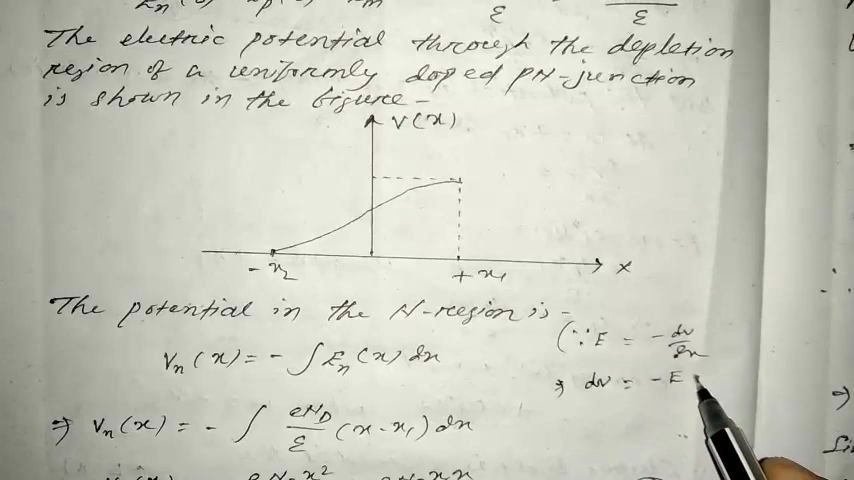 The electric potential through the depletion
region of a uniformly doped PN-junction
is shown in the figure -
V(x)
- x₂
+ x₁
x
The potential in the N-region is -
Vₙ(x) = - ∫ Eₙ(x) dx
(∵ E = - dv/dx
⇒ dv = - E
⇒ Vₙ(x) = - ∫ eN_D/ε (x - x₁) dx